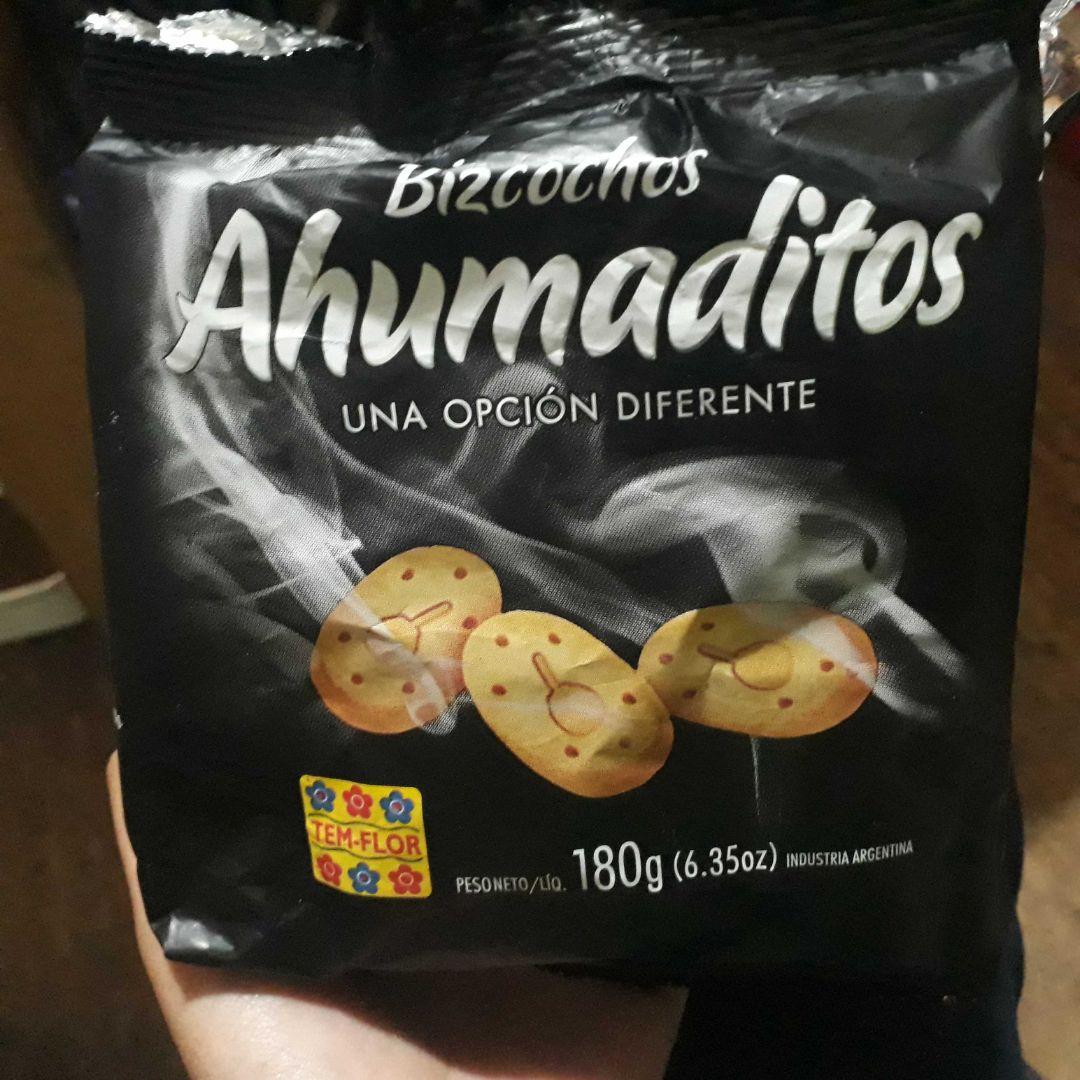 Bizcochos
Ahumaditos
UNA OPCIÓN DIFERENTE
TEM-FLOR
PESO NETO/LÍQ. 180g (6.35oz) INDUSTRIA ARGENTINA